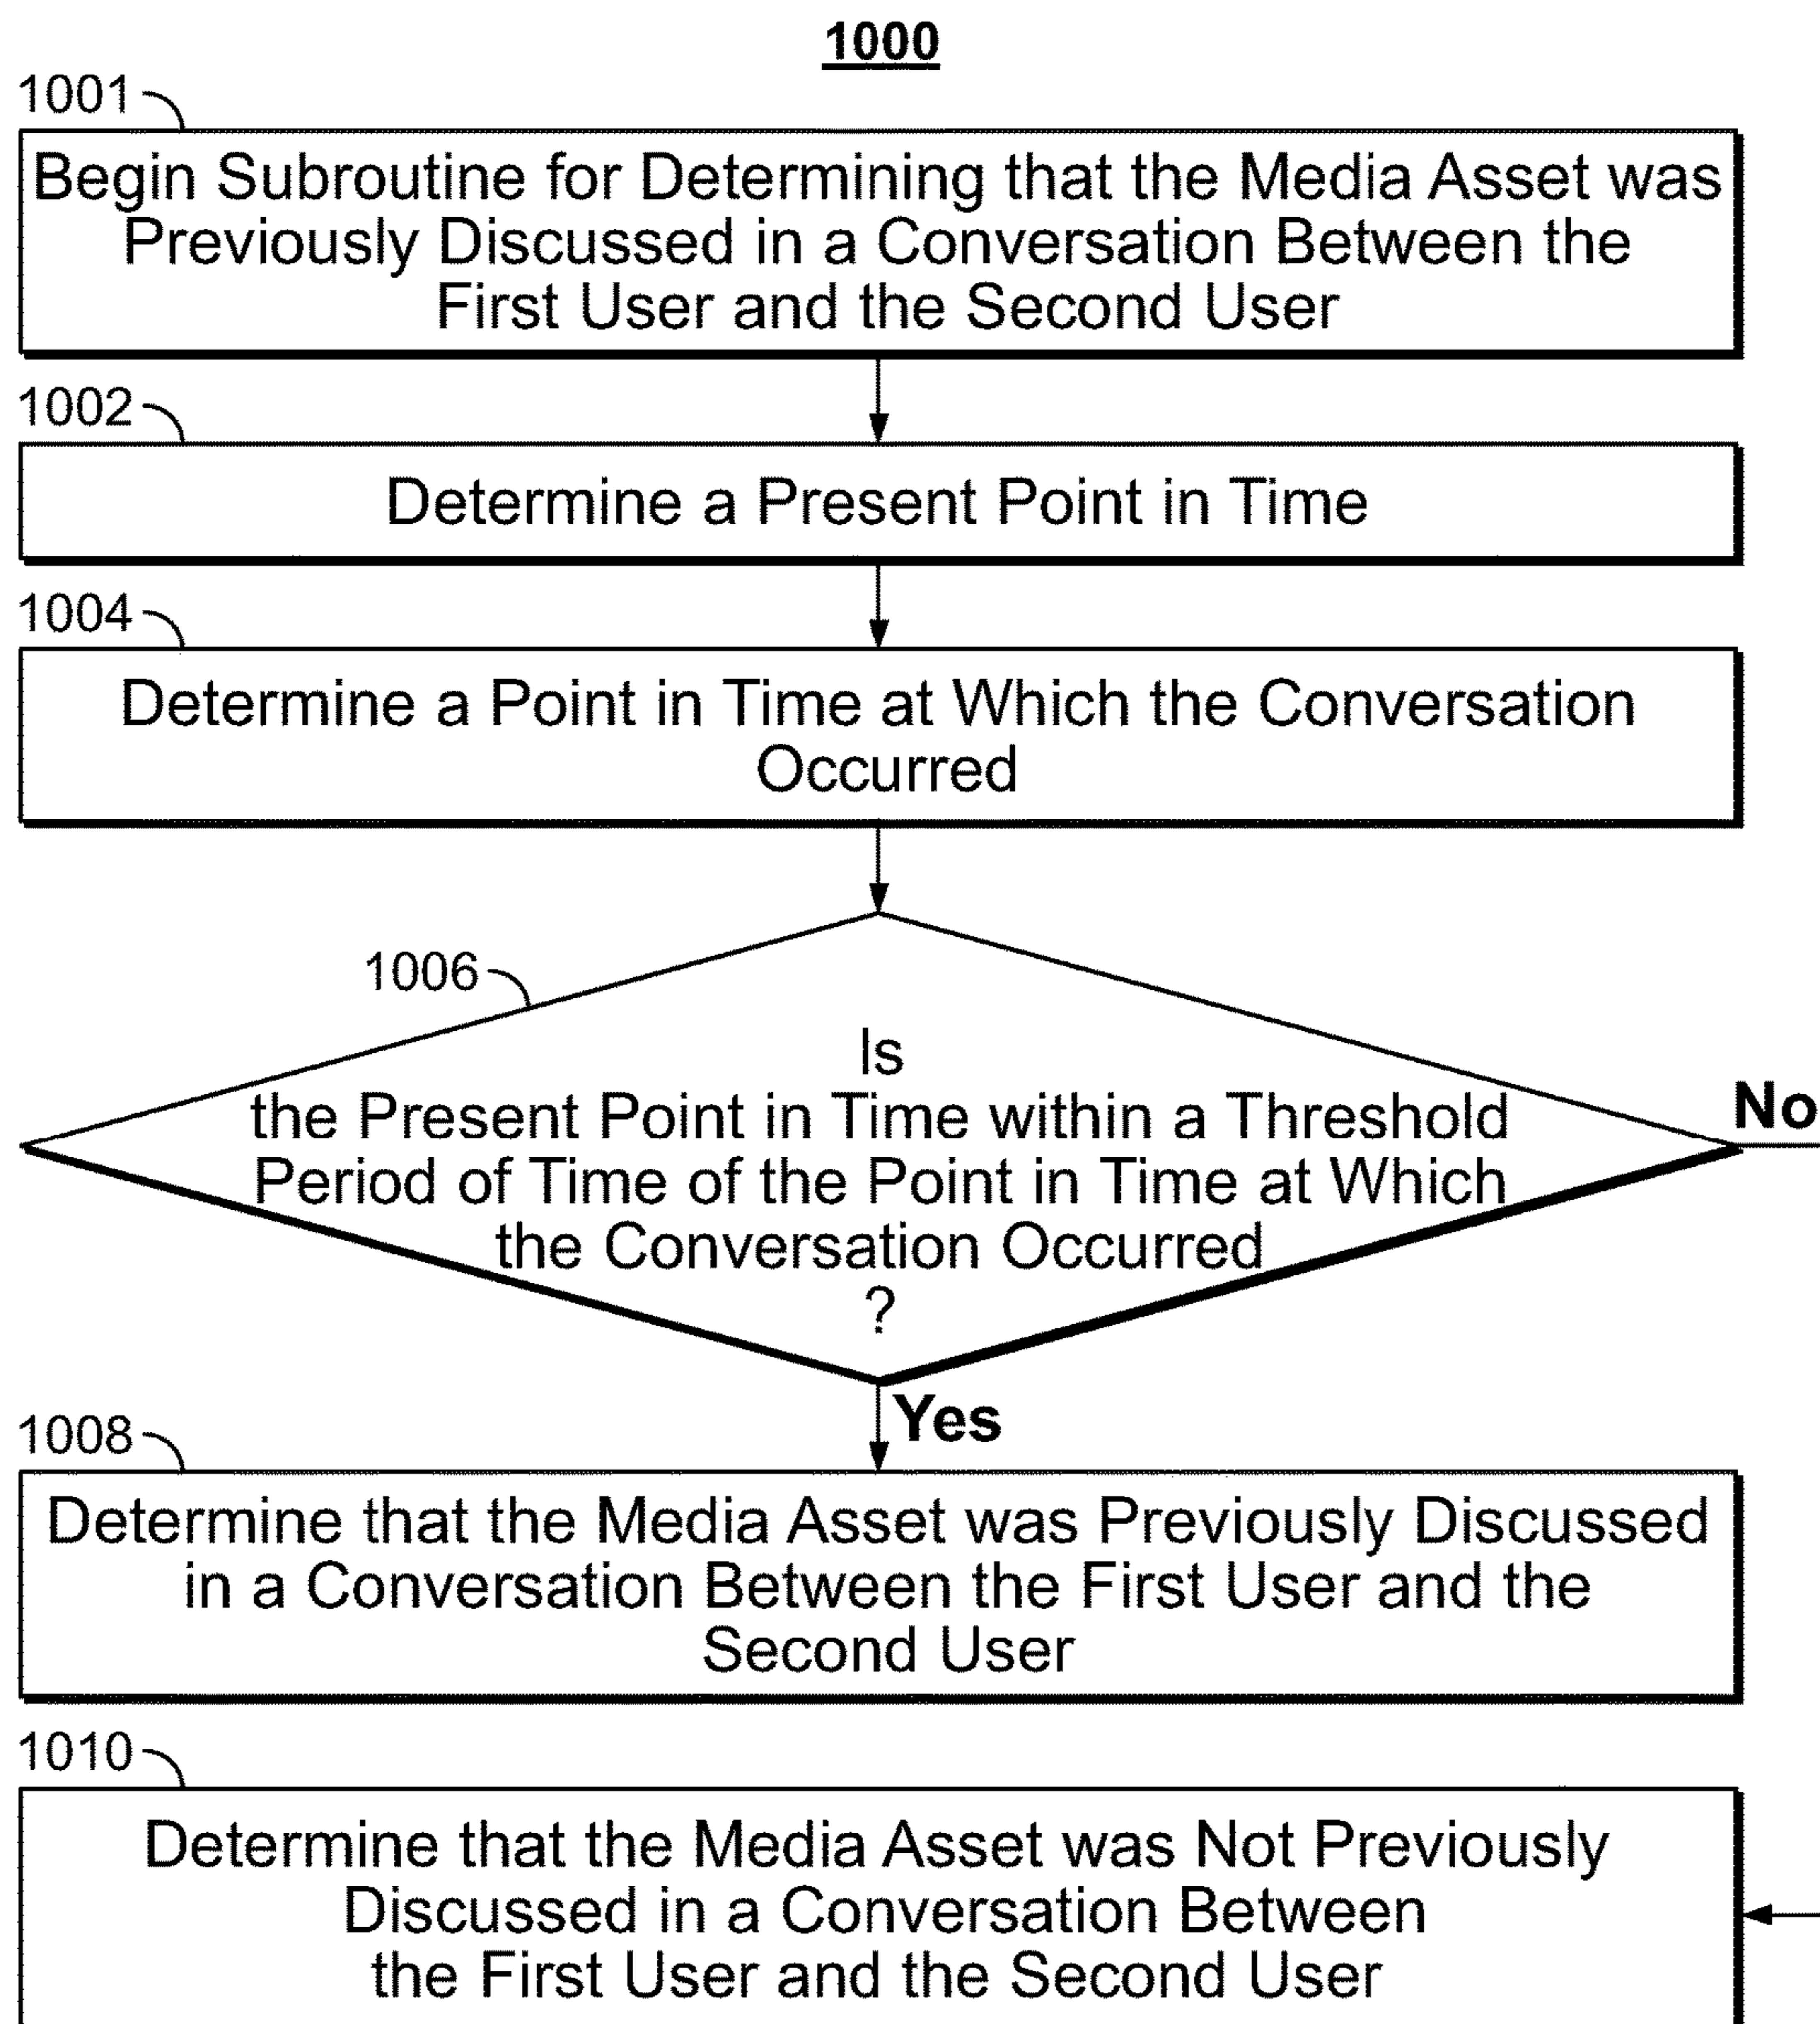 1000
1001
Begin Subroutine for Determining that the Media Asset was
Previously Discussed in a Conversation Between the
First User and the Second User
1002
Determine a Present Point in Time
1004
Determine a Point in Time at Which the Conversation
Occurred
1006
Is
the Present Point in Time within a Threshold
Period of Time of the Point in Time at Which
the Conversation Occurred
?
No
Yes
1008
Determine that the Media Asset was Previously Discussed
in a Conversation Between the First User and the
Second User
1010
Determine that the Media Asset was Not Previously
Discussed in a Conversation Between
the First User and the Second User